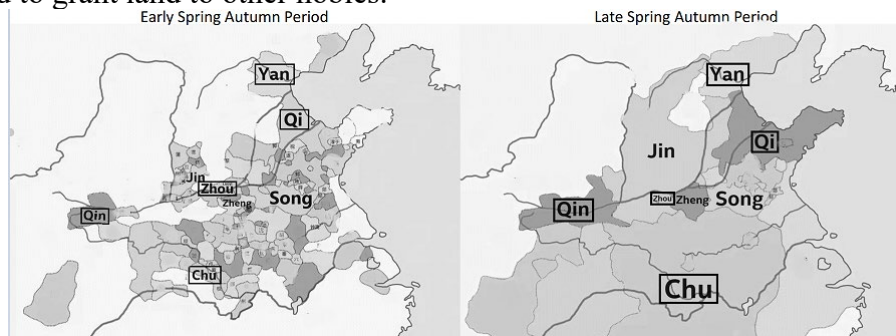 d to grant land to other nobles.
Early Spring Autumn Period
Yan
Qi
Jin
Zhou
Zheng
Song
Qin
Chu
Late Spring Autumn Period
Yan
Qi
Jin
Zhou
Zheng
Song
Qin
Chu